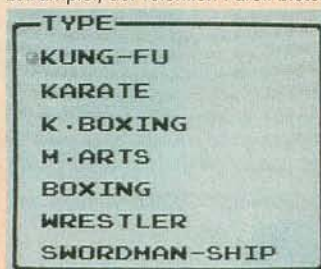 TYPE
KUNG-FU
KARATE
K.BOXING
M.ARTS
BOXING
WRESTLER
SWORDMAN-SHIP